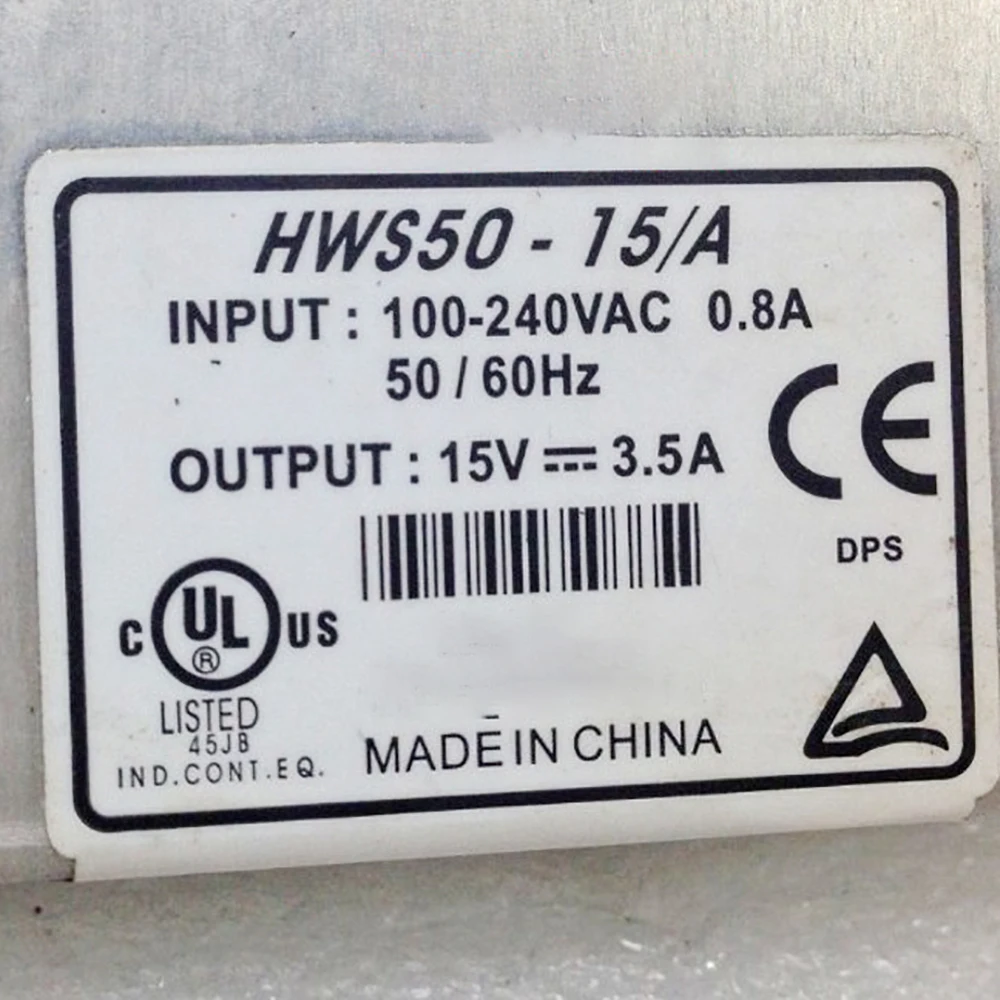 HWS50 - 15/A
INPUT : 100-240VAC 0.8A
50 / 60Hz
OUTPUT : 15V ⎓ 3.5A
CE
DPS
C UL ® US
LISTED
45JB
IND.CONT.EQ.
MADE IN CHINA